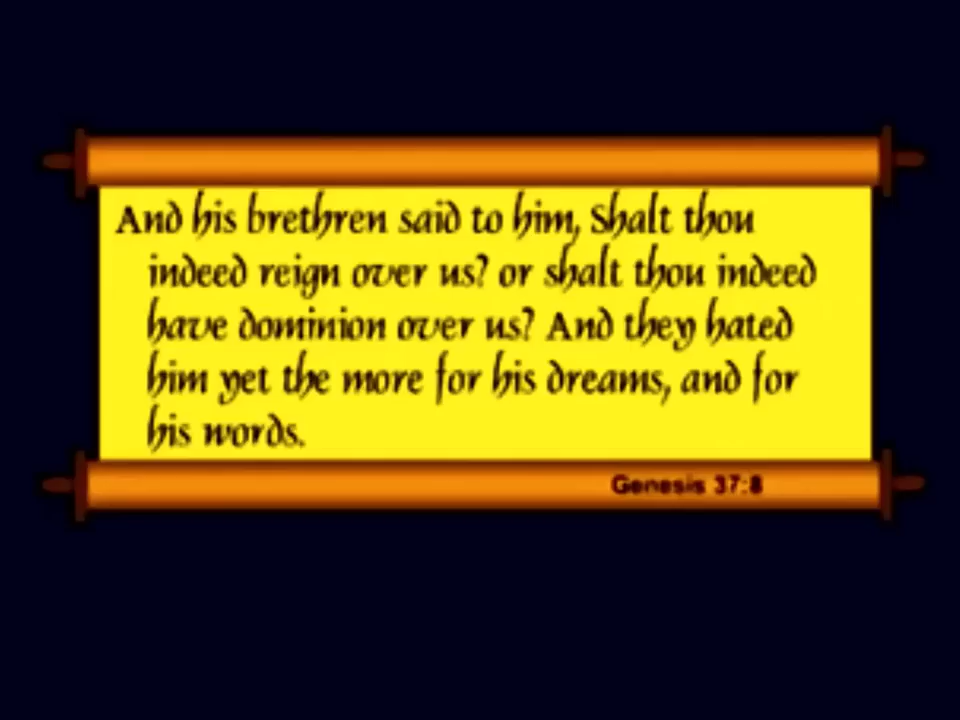 And his brethren said to him, Shalt thou
indeed reign over us? or shalt thou indeed
have dominion over us? And they hated
him yet the more for his dreams, and for
his words.
Genesis 37:8